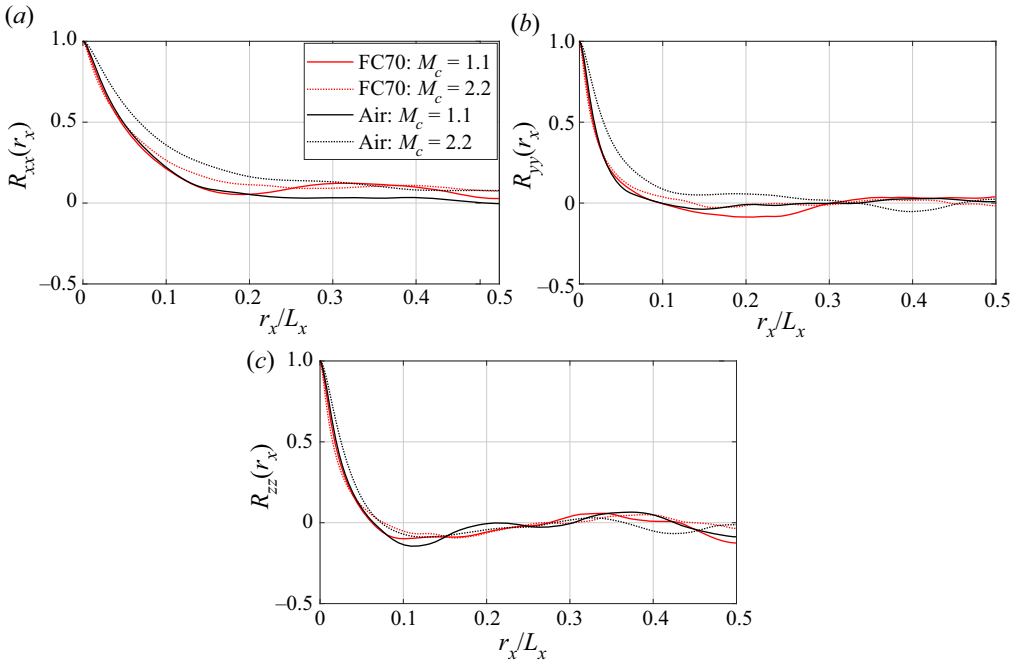 (a)
1.0
0.5
0
–0.5
R_xx(r_x)
0
0.1
0.2
0.3
0.4
0.5
r_x/L_x
FC70: M_c = 1.1
FC70: M_c = 2.2
Air: M_c = 1.1
Air: M_c = 2.2
(b)
1.0
0.5
0
–0.5
R_yy(r_x)
0
0.1
0.2
0.3
0.4
0.5
r_x/L_x
(c)
1.0
0.5
0
–0.5
R_zz(r_x)
0
0.1
0.2
0.3
0.4
0.5
r_x/L_x